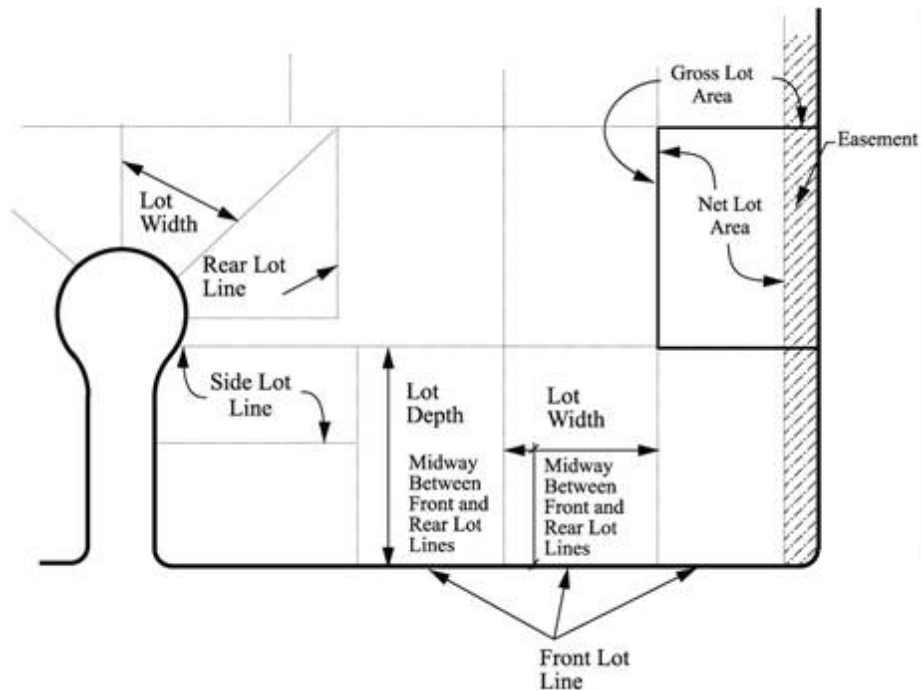 Gross Lot
Area
Easement
Lot
Width
Net Lot
Area
Rear Lot
Line
Side Lot
Line
Lot
Depth
Midway
Between
Front and
Rear Lot
Lines
Lot
Width
Midway
Between
Front and
Rear Lot
Lines
Front Lot
Line